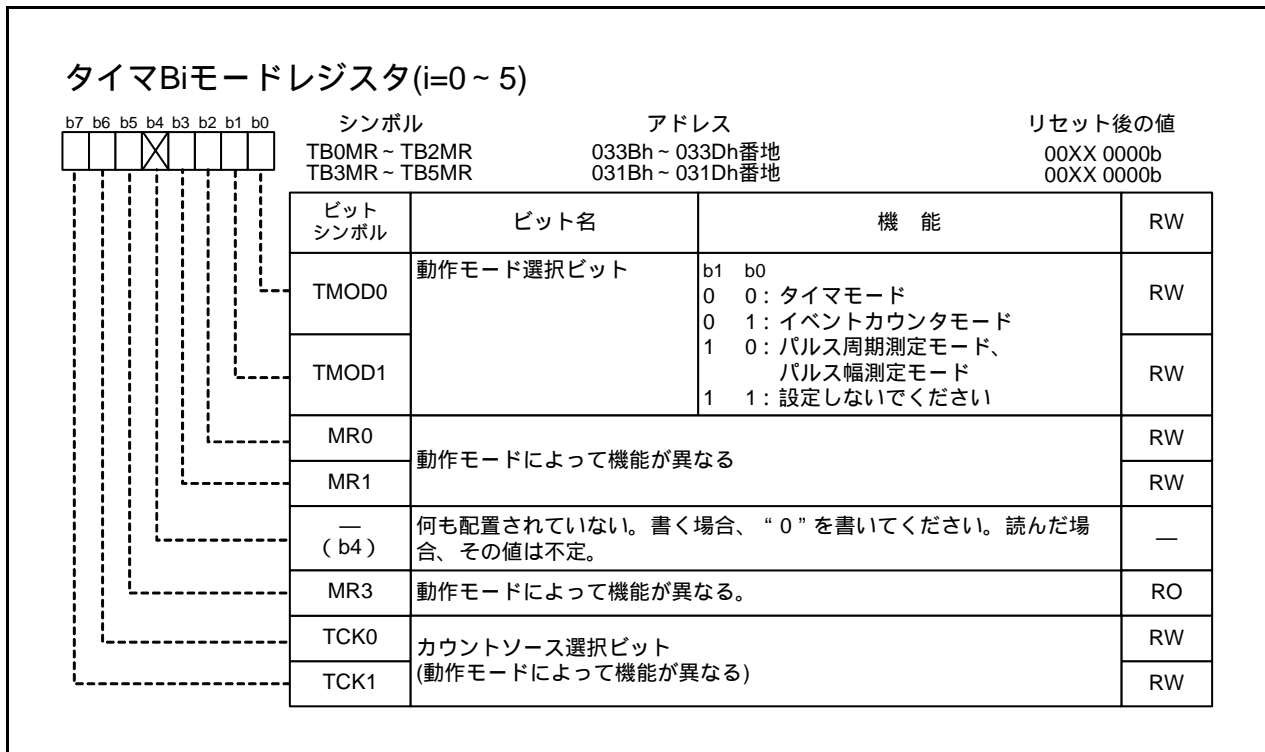 タイマBiモードレジスタ(i=0~5)
b7 b6 b5 b4 b3 b2 b1 b0
シンボル アドレス リセット後の値
TB0MR~TB2MR 033Bh~033Dh番地 00XX 0000b
TB3MR~TB5MR 031Bh~031Dh番地 00XX 0000b
ビット
シンボル
ビット名
機 能
RW
TMOD0
動作モード選択ビット
b1 b0
0 0:タイマモード
0 1:イベントカウンタモード
1 0:パルス周期測定モード、
パルス幅測定モード
1 1:設定しないでください
RW
TMOD1
RW
MR0
動作モードによって機能が異なる
RW
MR1
RW
—
(b4)
何も配置されていない。書く場合、“0”を書いてください。読んだ場
合、その値は不定。
—
MR3
動作モードによって機能が異なる。
RO
TCK0
カウントソース選択ビット
(動作モードによって機能が異なる)
RW
TCK1
RW